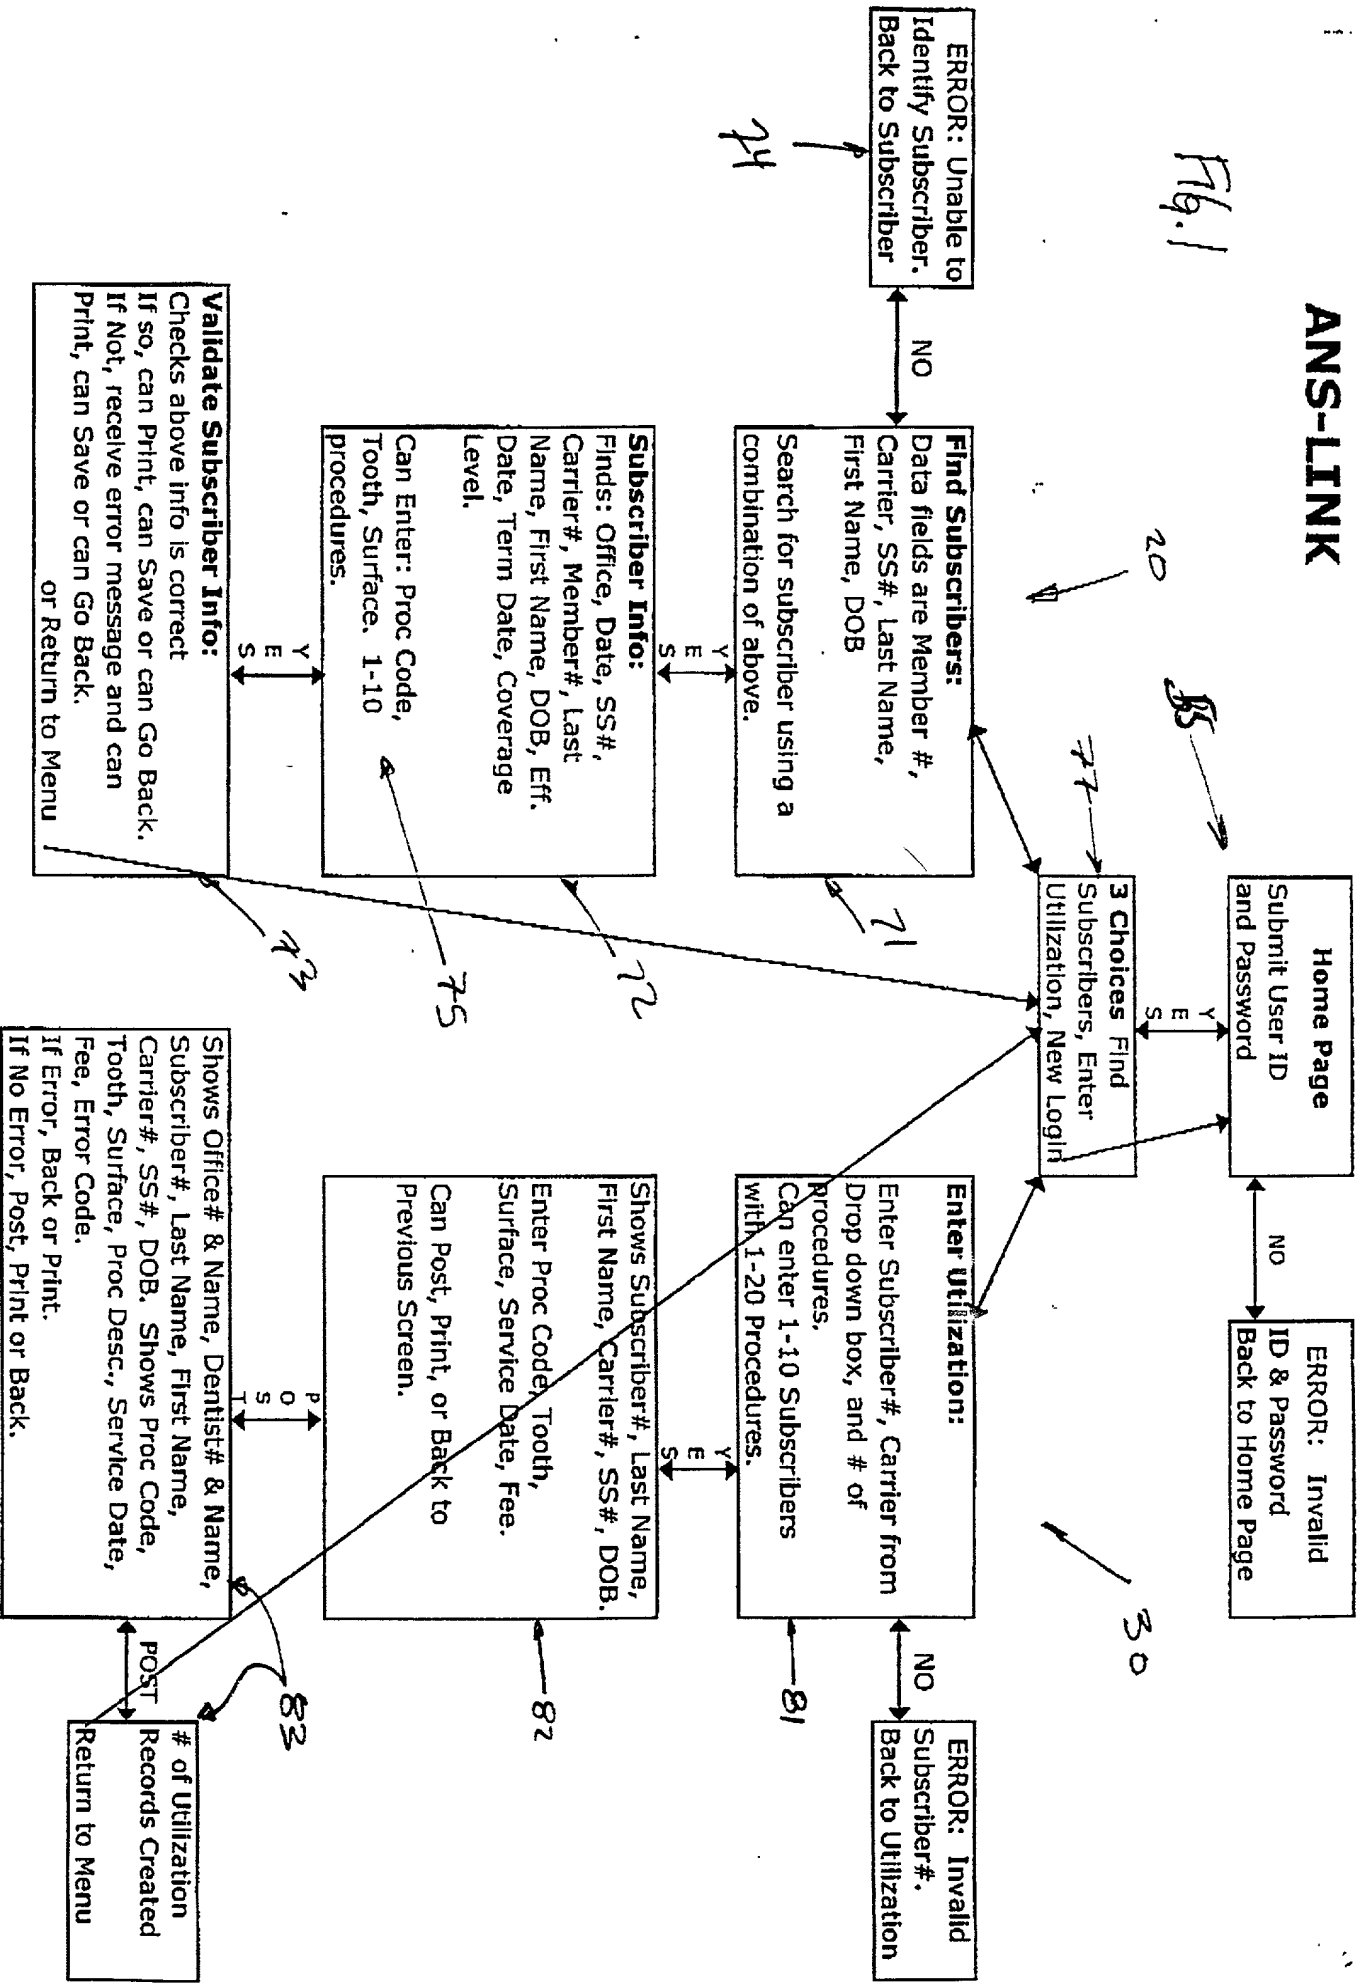 Fig. 1
ANS-LINK
Home Page
Submit User ID
and Password
NO
ERROR: Invalid
ID & Password
Back to Home Page
YES
77
3 Choices Find
Subscribers, Enter
Utilization, New Login
20
30
ERROR: Unable to
Identify Subscriber.
Back to Subscriber
74
NO
Find Subscribers:
Data fields are Member #,
Carrier, SS#, Last Name,
First Name, DOB
Search for subscriber using a
combination of above.
71
YES
Subscriber Info:
Finds: Office, Date, SS#,
Carrier#, Member#, Last
Name, First Name, DOB, Eff.
Date, Term Date, Coverage
Level.
Can Enter: Proc Code,
Tooth, Surface. 1-10
procedures.
72
75
YES
Validate Subscriber Info:
Checks above info is correct
If so, can Print, can Save or can Go Back.
If Not, receive error message and can
Print, can Save or can Go Back.
or Return to Menu
73
Enter Utilization:
Enter Subscriber#, Carrier from
Drop down box, and # of
procedures.
Can enter 1-10 Subscribers
with 1-20 Procedures.
81
NO
ERROR: Invalid
Subscriber#.
Back to Utilization
YES
Shows Subscriber#, Last Name,
First Name, Carrier#, SS#, DOB.
Enter Proc Code, Tooth,
Surface, Service Date, Fee.
Can Post, Print, or Back to
Previous Screen.
82
POST
Shows Office# & Name, Dentist# & Name,
Subscriber#, Last Name, First Name,
Carrier#, SS#, DOB. Shows Proc Code,
Tooth, Surface, Proc Desc., Service Date,
Fee, Error Code.
If Error, Back or Print.
If No Error, Post, Print or Back.
83
POST
# of Utilization
Records Created
Return to Menu